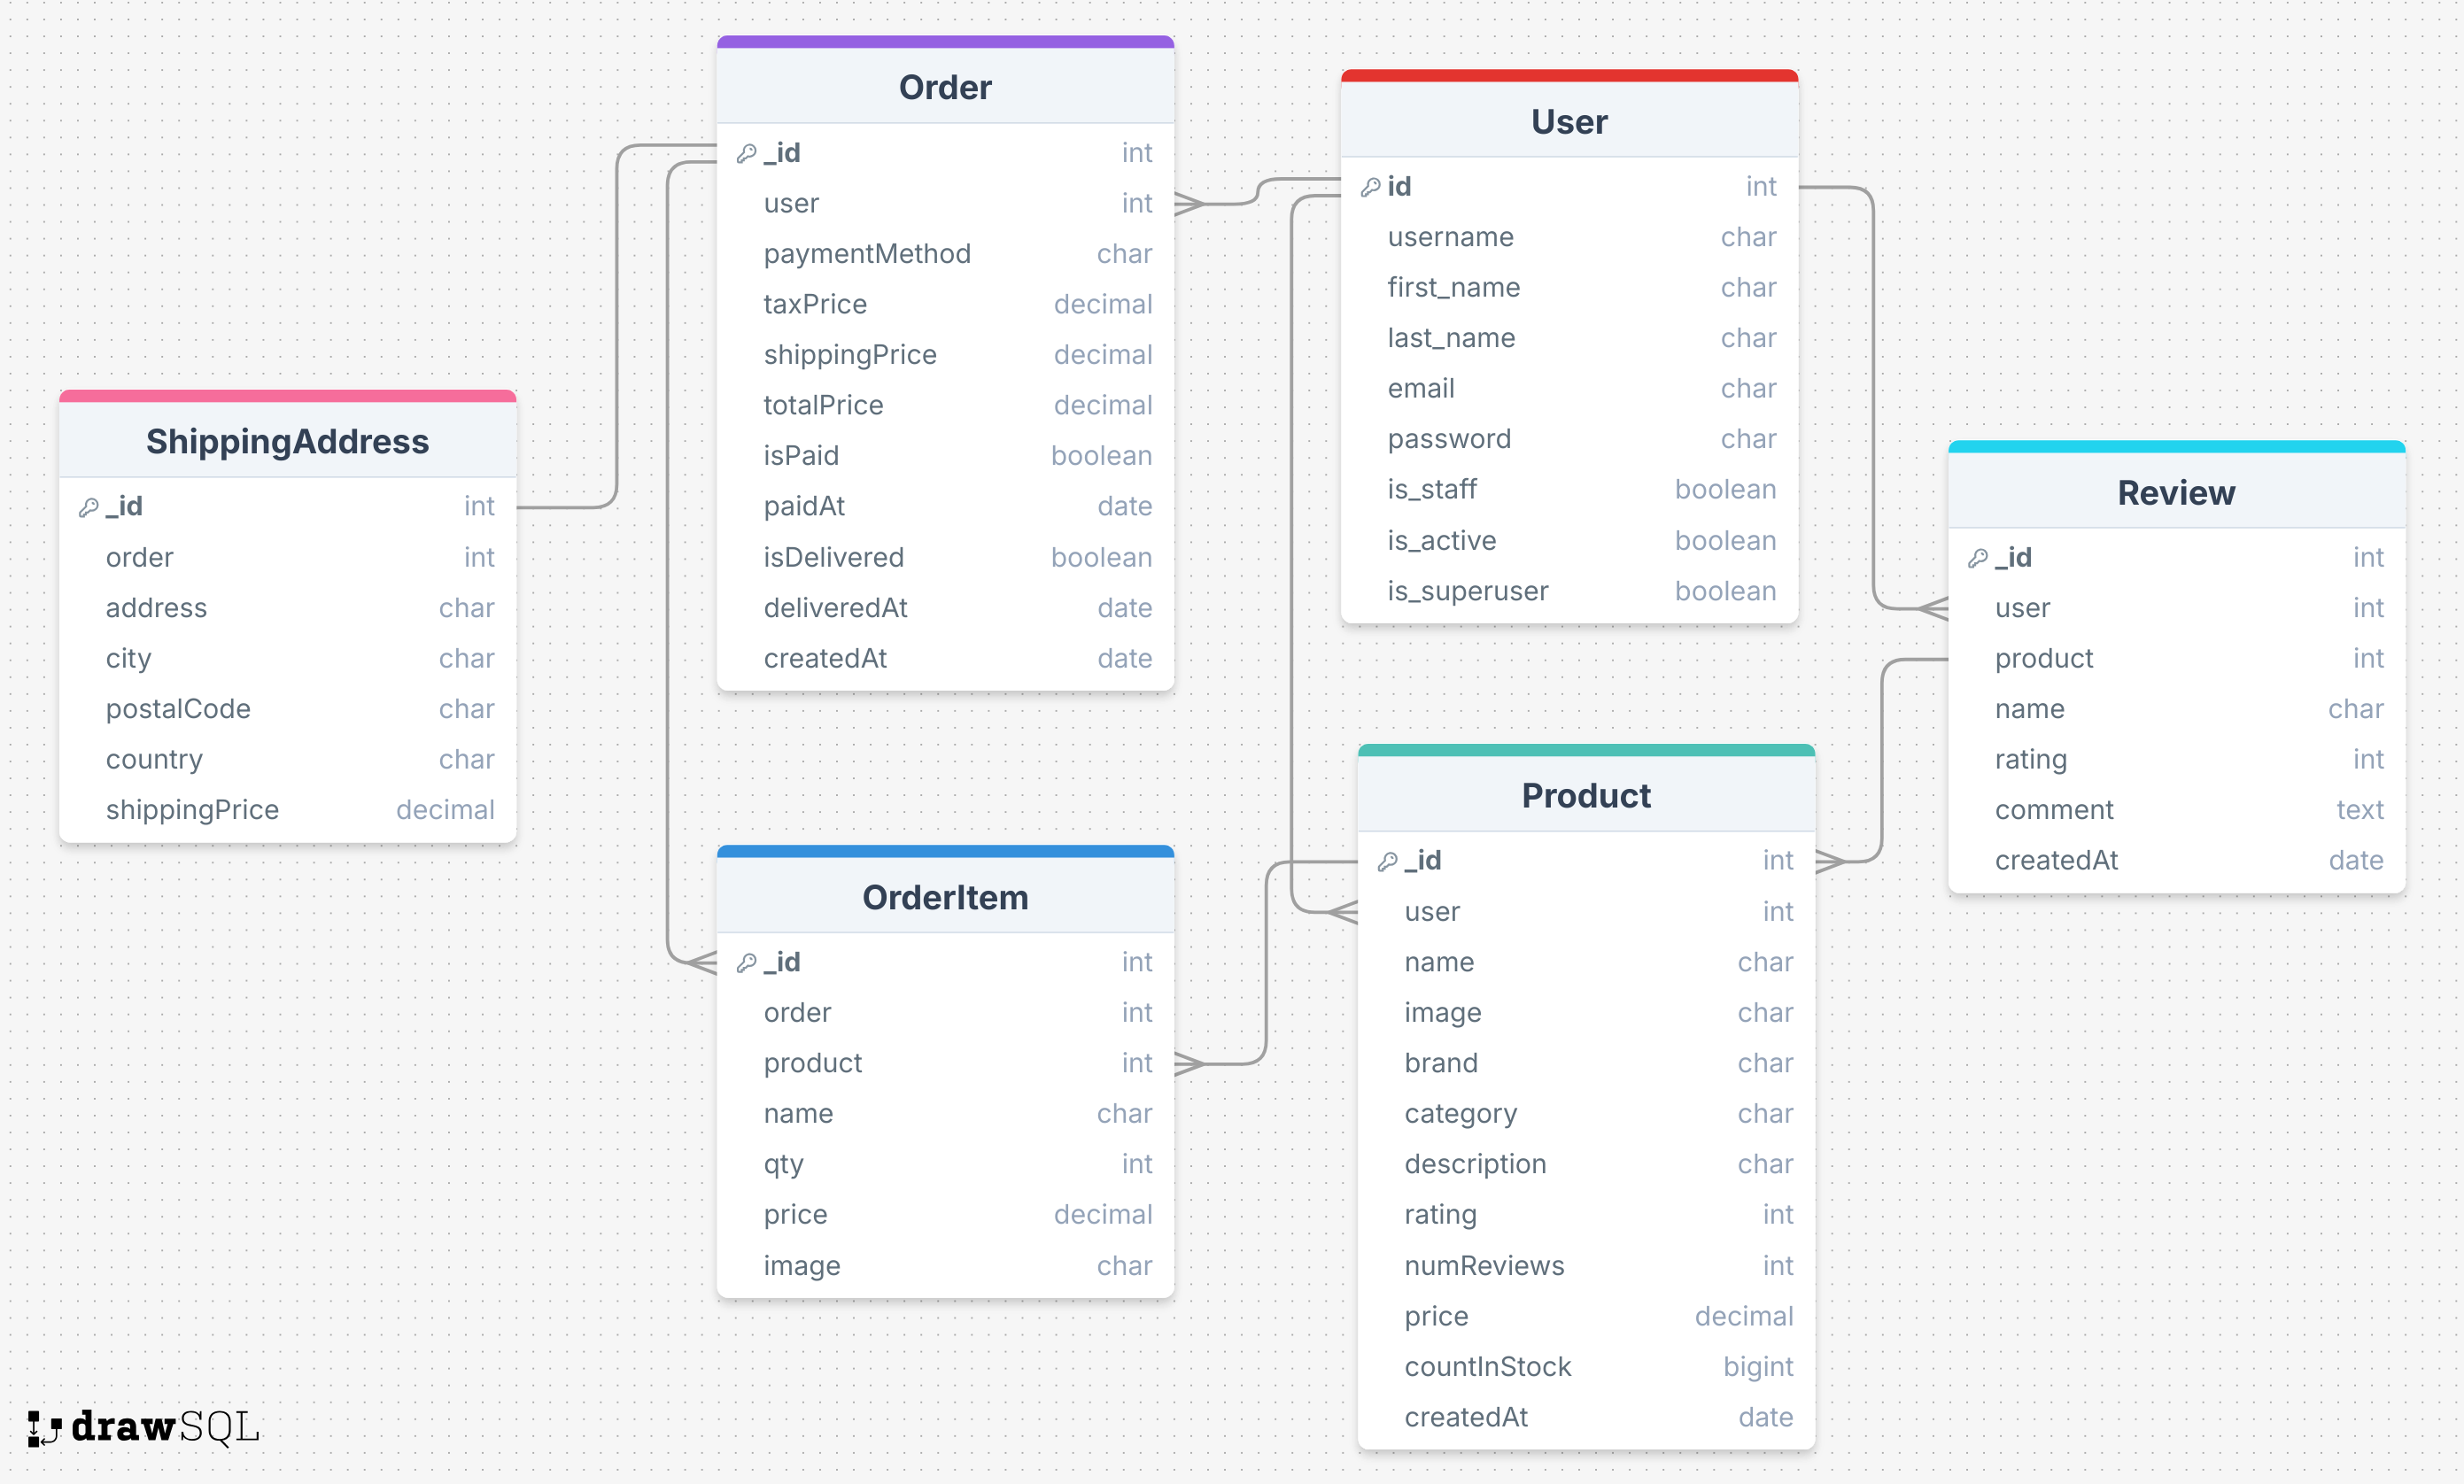 Order
_id int
user int
paymentMethod char
taxPrice decimal
shippingPrice decimal
totalPrice decimal
isPaid boolean
paidAt date
isDelivered boolean
deliveredAt date
createdAt date
User
id int
username char
first_name char
last_name char
email char
password char
is_staff boolean
is_active boolean
is_superuser boolean
ShippingAddress
_id int
order int
address char
city char
postalCode char
country char
shippingPrice decimal
Review
_id int
user int
product int
name char
rating int
comment text
createdAt date
OrderItem
_id int
order int
product int
name char
qty int
price decimal
image char
Product
_id int
user int
name char
image char
brand char
category char
description char
rating int
numReviews int
price decimal
countInStock bigint
createdAt date
drawSQL